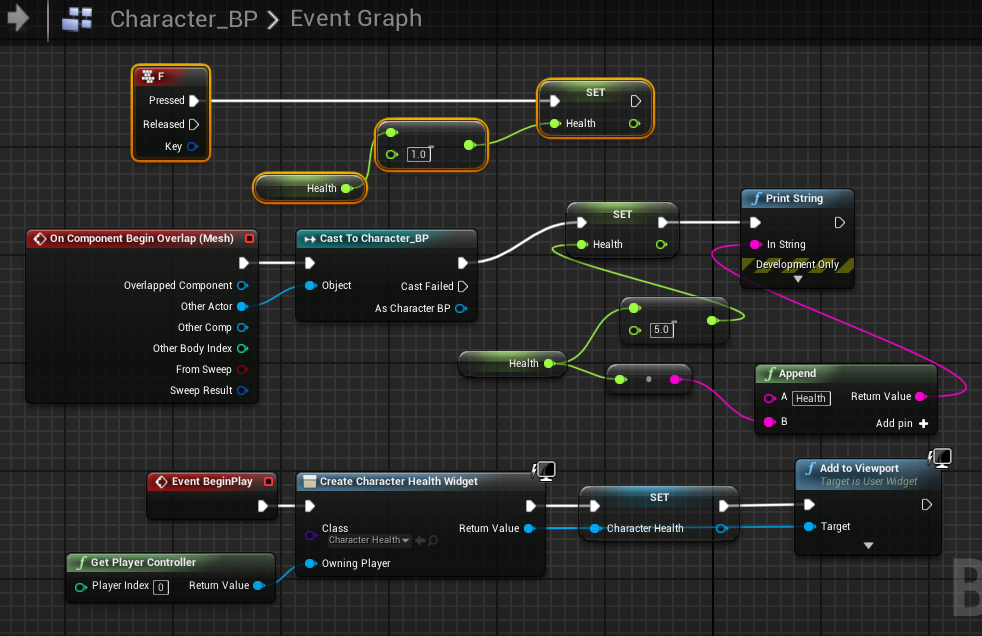 Character_BP > Event Graph
F
Pressed
Released
Key
SET
Health
-
1.0
Health
On Component Begin Overlap (Mesh)
Overlapped Component
Other Actor
Other Comp
Other Body Index
From Sweep
Sweep Result
Cast To Character_BP
Object
Cast Failed
As Character BP
SET
Health
Print String
In String
Development Only
-
5.0
Health
Append
A Health
Return Value
B
Add pin +
Event BeginPlay
Create Character Health Widget
Class
Character Health
Return Value
Owning Player
SET
Character Health
Add to Viewport
Target is User Widget
Target
Get Player Controller
Player Index 0
Return Value
B